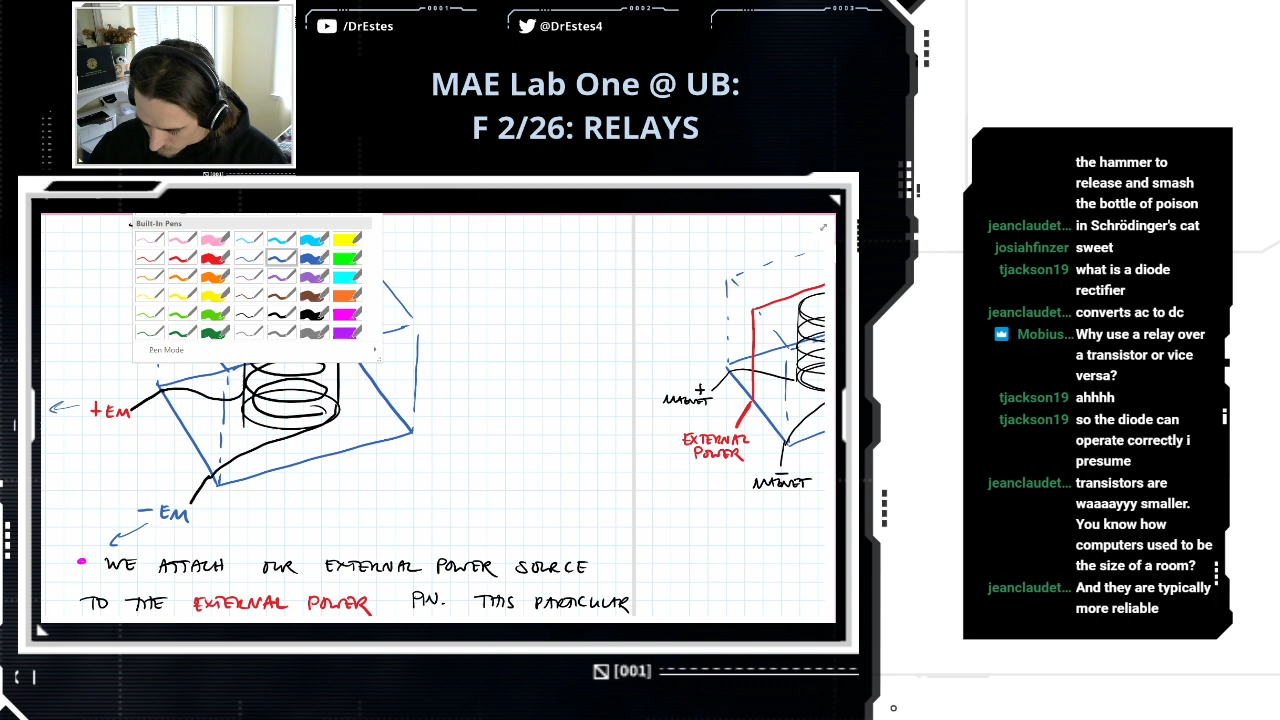 0001
0002
0003
/DrEstes
@DrEstes4
MAE Lab One @ UB:
F 2/26: RELAYS
[001]
Built-In Pens
Pen Mode
+ EM
- EM
+
MAGNET
EXTERNAL
POWER
-
MAGNET
• WE ATTACH OUR EXTERNAL POWER SOURCE
TO THE EXTERNAL POWER PIN. THIS PARTICULAR
[001]
the hammer to
release and smash
the bottle of poison
jeanclaudet... in Schrödinger's cat
josiahfinzer sweet
tjackson19 what is a diode
rectifier
jeanclaudet... converts ac to dc
Mobius... Why use a relay over
a transistor or vice
versa?
tjackson19 ahhhh
tjackson19 so the diode can
operate correctly i
presume
jeanclaudet... transistors are
waaaayyy smaller.
You know how
computers used to be
the size of a room?
jeanclaudet... And they are typically
more reliable